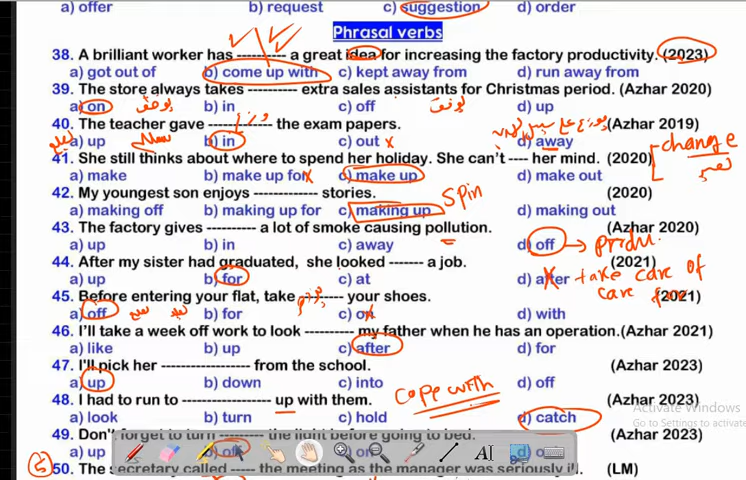 a) offer b) request c) suggestion d) order
Phrasal verbs
38. A brilliant worker has ---------- a great idea for increasing the factory productivity. (2023)
a) got out of b) come up with c) kept away from d) run away from
39. The store always takes ---------- extra sales assistants for Christmas period. (Azhar 2020)
a) on b) in c) off d) up
40. The teacher gave ------------ the exam papers. (Azhar 2019)
a) up b) in c) out x d) away
41. She still thinks about where to spend her holiday. She can't ---- her mind. (2020) change
a) make b) make up for x c) make up d) make out
42. My youngest son enjoys ------------- stories. (2020)
Spin
a) making off b) making up for c) making up d) making out
43. The factory gives ---------- a lot of smoke causing pollution. (Azhar 2020)
a) up b) in c) away d) off → produ.
44. After my sister had graduated, she looked ------- a job. (2021)
a) up b) for c) at d) after x take care of
care for
45. Before entering your flat, take --------- your shoes. (2021)
a) off b) for c) on x d) with
46. I'll take a week off work to look ---------- my father when he has an operation.(Azhar 2021)
a) like b) up c) after d) for
47. I'll pick her --------------- from the school. (Azhar 2023)
a) up b) down c) into d) off
48. I had to run to ----------------- up with them. (Azhar 2023)
cope with
a) look b) turn c) hold d) catch
Activate Windows
Go to Settings to activate
49. Don't forget to turn --------- the light before going to bed. (Azhar 2023)
a) up b) off c) on d) o
50. The secretary called ----- the meeting as the manager was seriously ill. (LM)